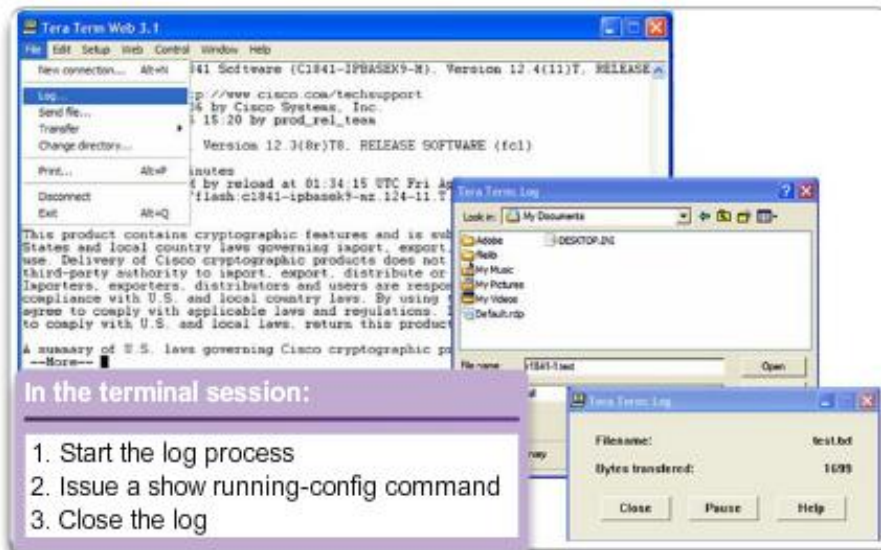 Tera Term Web 3.1
File Edit Setup Web Control Window Help
New connection... Alt+N
Log...
Send file...
Transfer
Change directory...
Print... Alt+P
Disconnect
Exit Alt+Q
841 Software (C1841-IPBASEK9-M), Version 12.4(11)T, RELEASE
p://www.cisco.com/techsupport
06 by Cisco Systems, Inc.
15:20 by prod_rel_team
, Version 12.3(8r)T8, RELEASE SOFTWARE (fc1)
inutes
by reload at 01:34:15 UTC Fri
flash:c1841-ipbasek9-mz.124-11.T
This product contains cryptographic features and is
States and local country laws governing import, export,
use. Delivery of Cisco cryptographic products does not
third-party authority to import, export, distribute or
Importers, exporters, distributors and users are
compliance with U.S. and local country laws. By using
agree to comply with applicable laws and regulations.
to comply with U.S. and local laws, return this product
A summary of U.S. laws governing Cisco cryptographic
--More--
Tera Term: Log
Look in: My Documents
Adobe
My Music
My Pictures
My Videos
Default.rdp
DESKTOP.INI
File name:
Open
In the terminal session:
1. Start the log process
2. Issue a show running-config command
3. Close the log
Tera Term: Log
Filename: test.txt
Bytes transferred: 1699
Close Pause Help